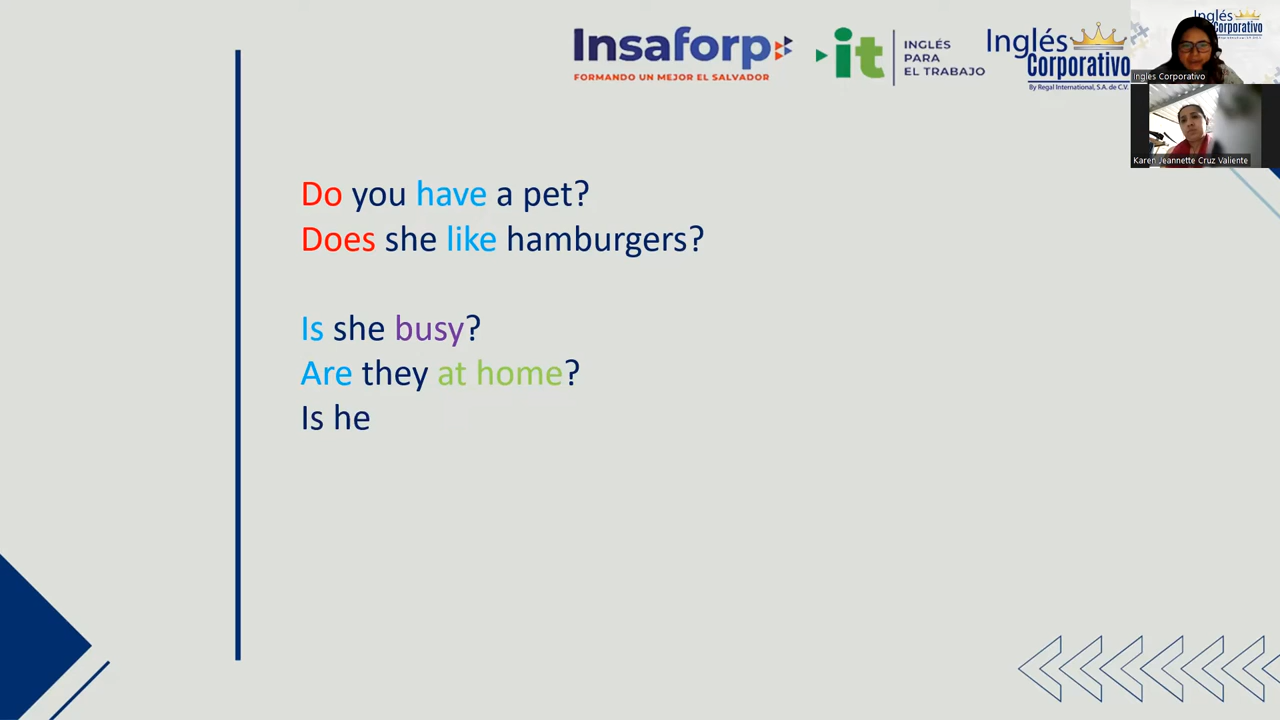 Insaforp
FORMANDO UN MEJOR EL SALVADOR
it
INGLÉS
PARA
EL TRABAJO
Inglés
Corporativo
By Regal International, S.A. de C.V.
Inglés
Corporativo
Ingles Corporativo
Karen Jeannette Cruz Valiente
Do you have a pet?
Does she like hamburgers?
Is she busy?
Are they at home?
Is he